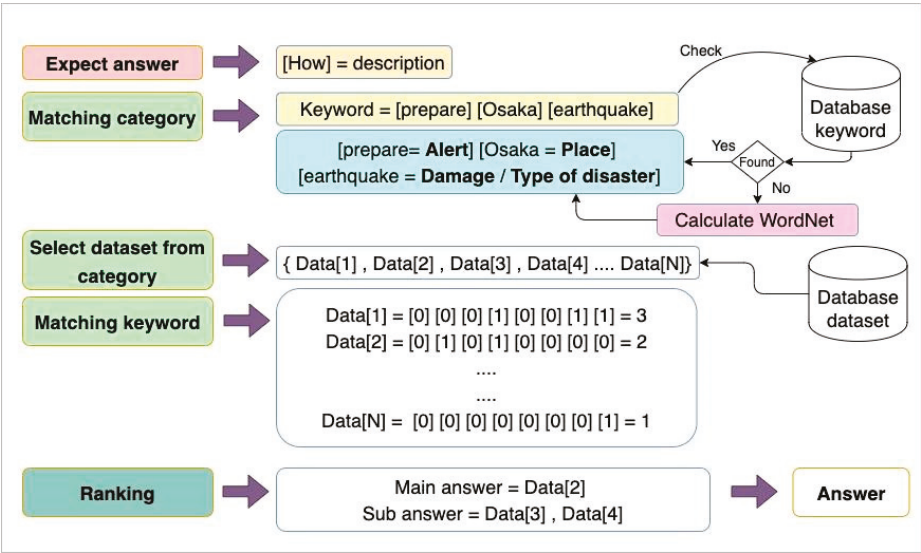 Expect answer
[How] = description
Check
Matching category
Keyword = [prepare] [Osaka] [earthquake]
Database
keyword
[prepare= Alert] [Osaka = Place]
[earthquake = Damage / Type of disaster]
Yes
Found
No
Calculate WordNet
Select dataset from
category
{ Data[1] , Data[2] , Data[3] , Data[4] .... Data[N]}
Database
dataset
Matching keyword
Data[1] = [0] [0] [0] [1] [0] [0] [1] [1] = 3
Data[2] = [0] [1] [0] [1] [0] [0] [0] [0] = 2
....
....
Data[N] = [0] [0] [0] [0] [0] [0] [0] [1] = 1
Ranking
Main answer = Data[2]
Sub answer = Data[3] , Data[4]
Answer